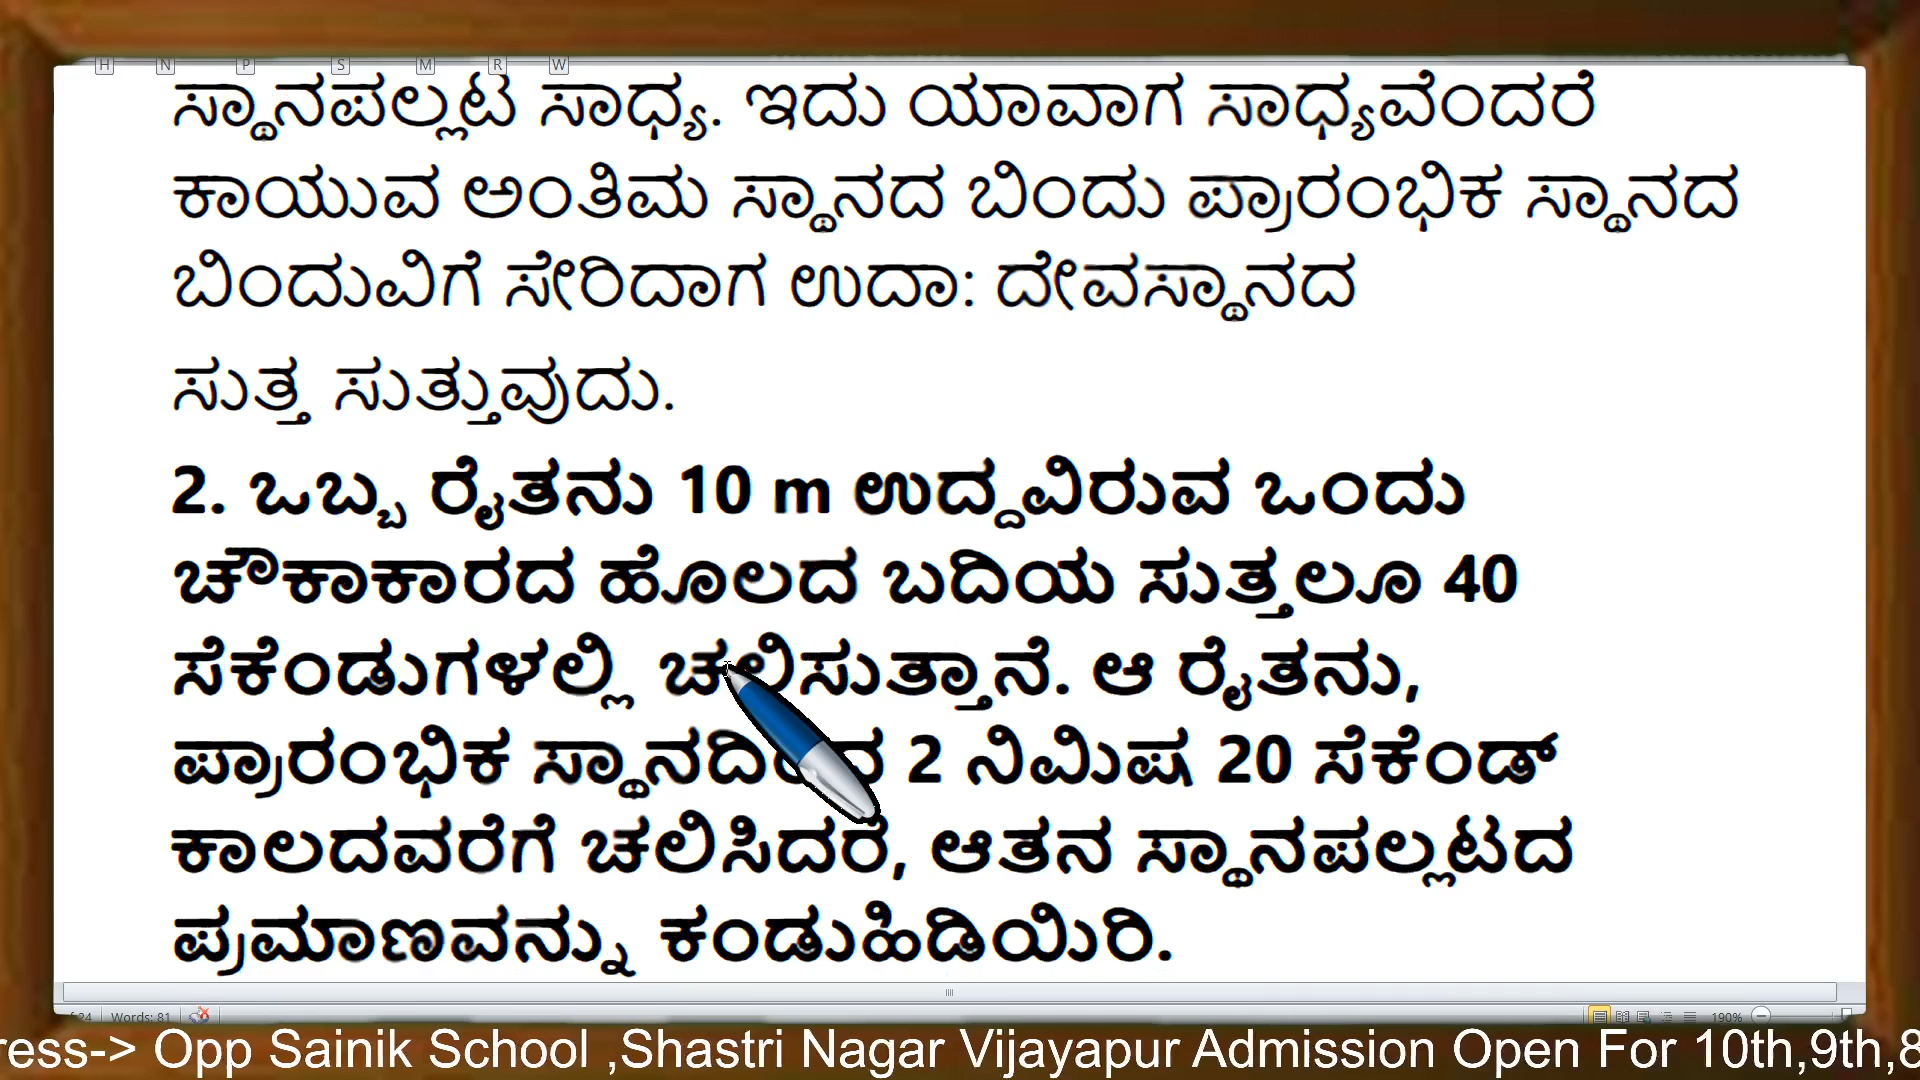 H N P S M R W
ಸ್ಥಾನಪಲ್ಲಟ ಸಾಧ್ಯ. ಇದು ಯಾವಾಗ ಸಾಧ್ಯವೆಂದರೆ
ಕಾಯುವ ಅಂತಿಮ ಸ್ಥಾನದ ಬಿಂದು ಪ್ರಾರಂಭಿಕ ಸ್ಥಾನದ
ಬಿಂದುವಿಗೆ ಸೇರಿದಾಗ ಉದಾ: ದೇವಸ್ಥಾನದ
ಸುತ್ತ ಸುತ್ತುವುದು.
2. ಒಬ್ಬ ರೈತನು 10 m ಉದ್ದವಿರುವ ಒಂದು
ಚೌಕಾಕಾರದ ಹೊಲದ ಬದಿಯ ಸುತ್ತಲೂ 40
ಸೆಕೆಂಡುಗಳಲ್ಲಿ ಚಲಿಸುತ್ತಾನೆ. ಆ ರೈತನು,
ಪ್ರಾರಂಭಿಕ ಸ್ಥಾನದಿಂದ 2 ನಿಮಿಷ 20 ಸೆಕೆಂಡ್
ಕಾಲದವರೆಗೆ ಚಲಿಸಿದರೆ, ಆತನ ಸ್ಥಾನಪಲ್ಲಟದ
ಪ್ರಮಾಣವನ್ನು ಕಂಡುಹಿಡಿಯಿರಿ.
Words: 81 190%
ress-> Opp Sainik School ,Shastri Nagar Vijayapur Admission Open For 10th,9th,8